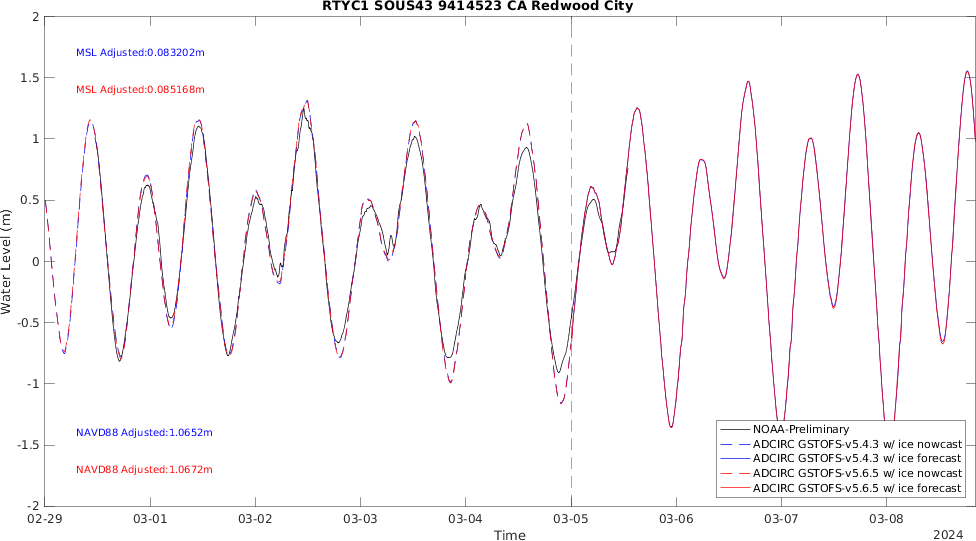 RTYC1 SOUS43 9414523 CA Redwood City
2
MSL Adjusted:0.083202m
1.5
MSL Adjusted:0.085168m
1
0.5
0
-0.5
-1
NAVD88 Adjusted:1.0652m
-1.5
NAVD88 Adjusted:1.0672m
-2
Water Level (m)
NOAA-Preliminary
ADCIRC GSTOFS-v5.4.3 w/ ice nowcast
ADCIRC GSTOFS-v5.4.3 w/ ice forecast
ADCIRC GSTOFS-v5.6.5 w/ ice nowcast
ADCIRC GSTOFS-v5.6.5 w/ ice forecast
02-29 03-01 03-02 03-03 03-04 03-05 03-06 03-07 03-08
Time
2024